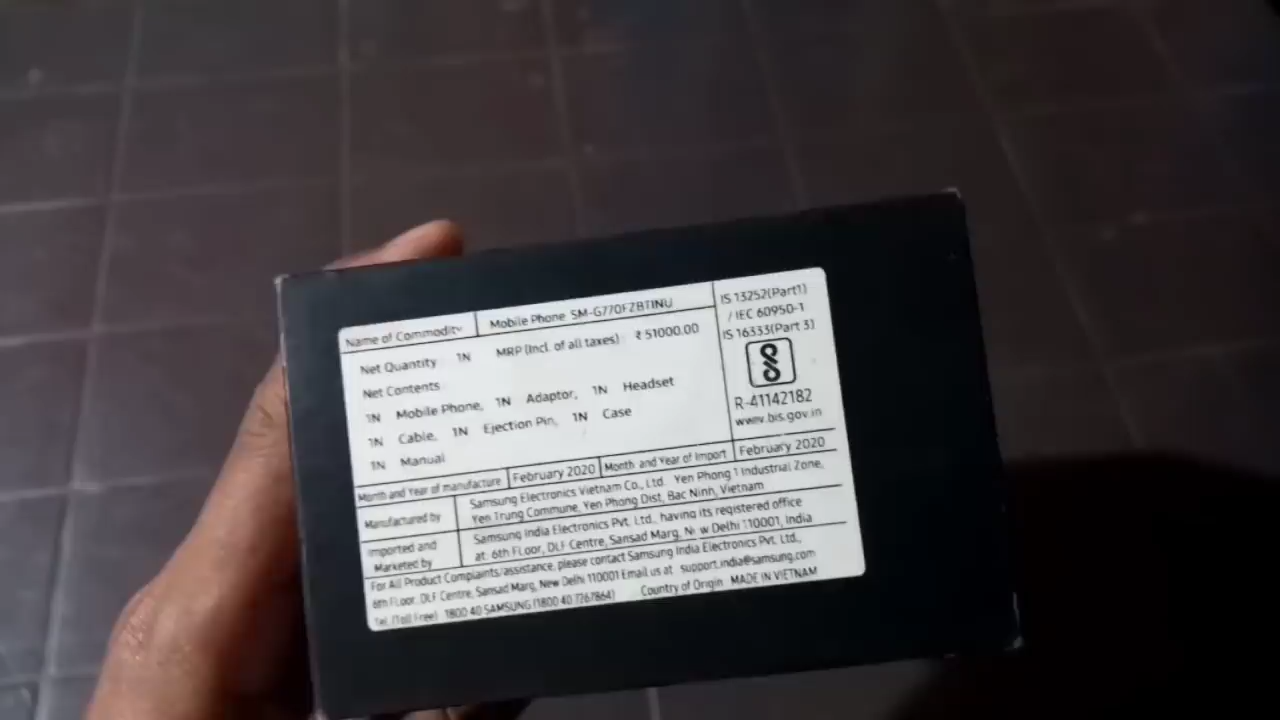 Name of Commodity Mobile Phone SM-G770FZBTINU
Net Quantity 1N MRP (Incl. of all taxes) ₹ 51000.00
Net Contents
1N Mobile Phone, 1N Adaptor, 1N Headset
1N Cable, 1N Ejection Pin, 1N Case
1N Manual
IS 13252(Part1)
/ IEC 60950-1
IS 16333(Part 3)
R-41142182
www.bis.gov.in
Month and Year of manufacture February 2020 Month and Year of Import February 2020
Manufactured by Samsung Electronics Vietnam Co., Ltd. Yen Phong 1 Industrial Zone,
Yen Trung Commune, Yen Phong Dist, Bac Ninh, Vietnam
Imported and Marketed by Samsung India Electronics Pvt. Ltd., having its registered office
at: 6th FLoor, DLF Centre, Sansad Marg, New Delhi 110001, India
For All Product Complaints/assistance, please contact Samsung India Electronics Pvt. Ltd.,
6th Floor, DLF Centre, Sansad Marg, New Delhi 110001 Email us at support.india@samsung.com
Tel. (Toll Free) 1800 40 SAMSUNG (1800 40 7267864) Country of Origin MADE IN VIETNAM